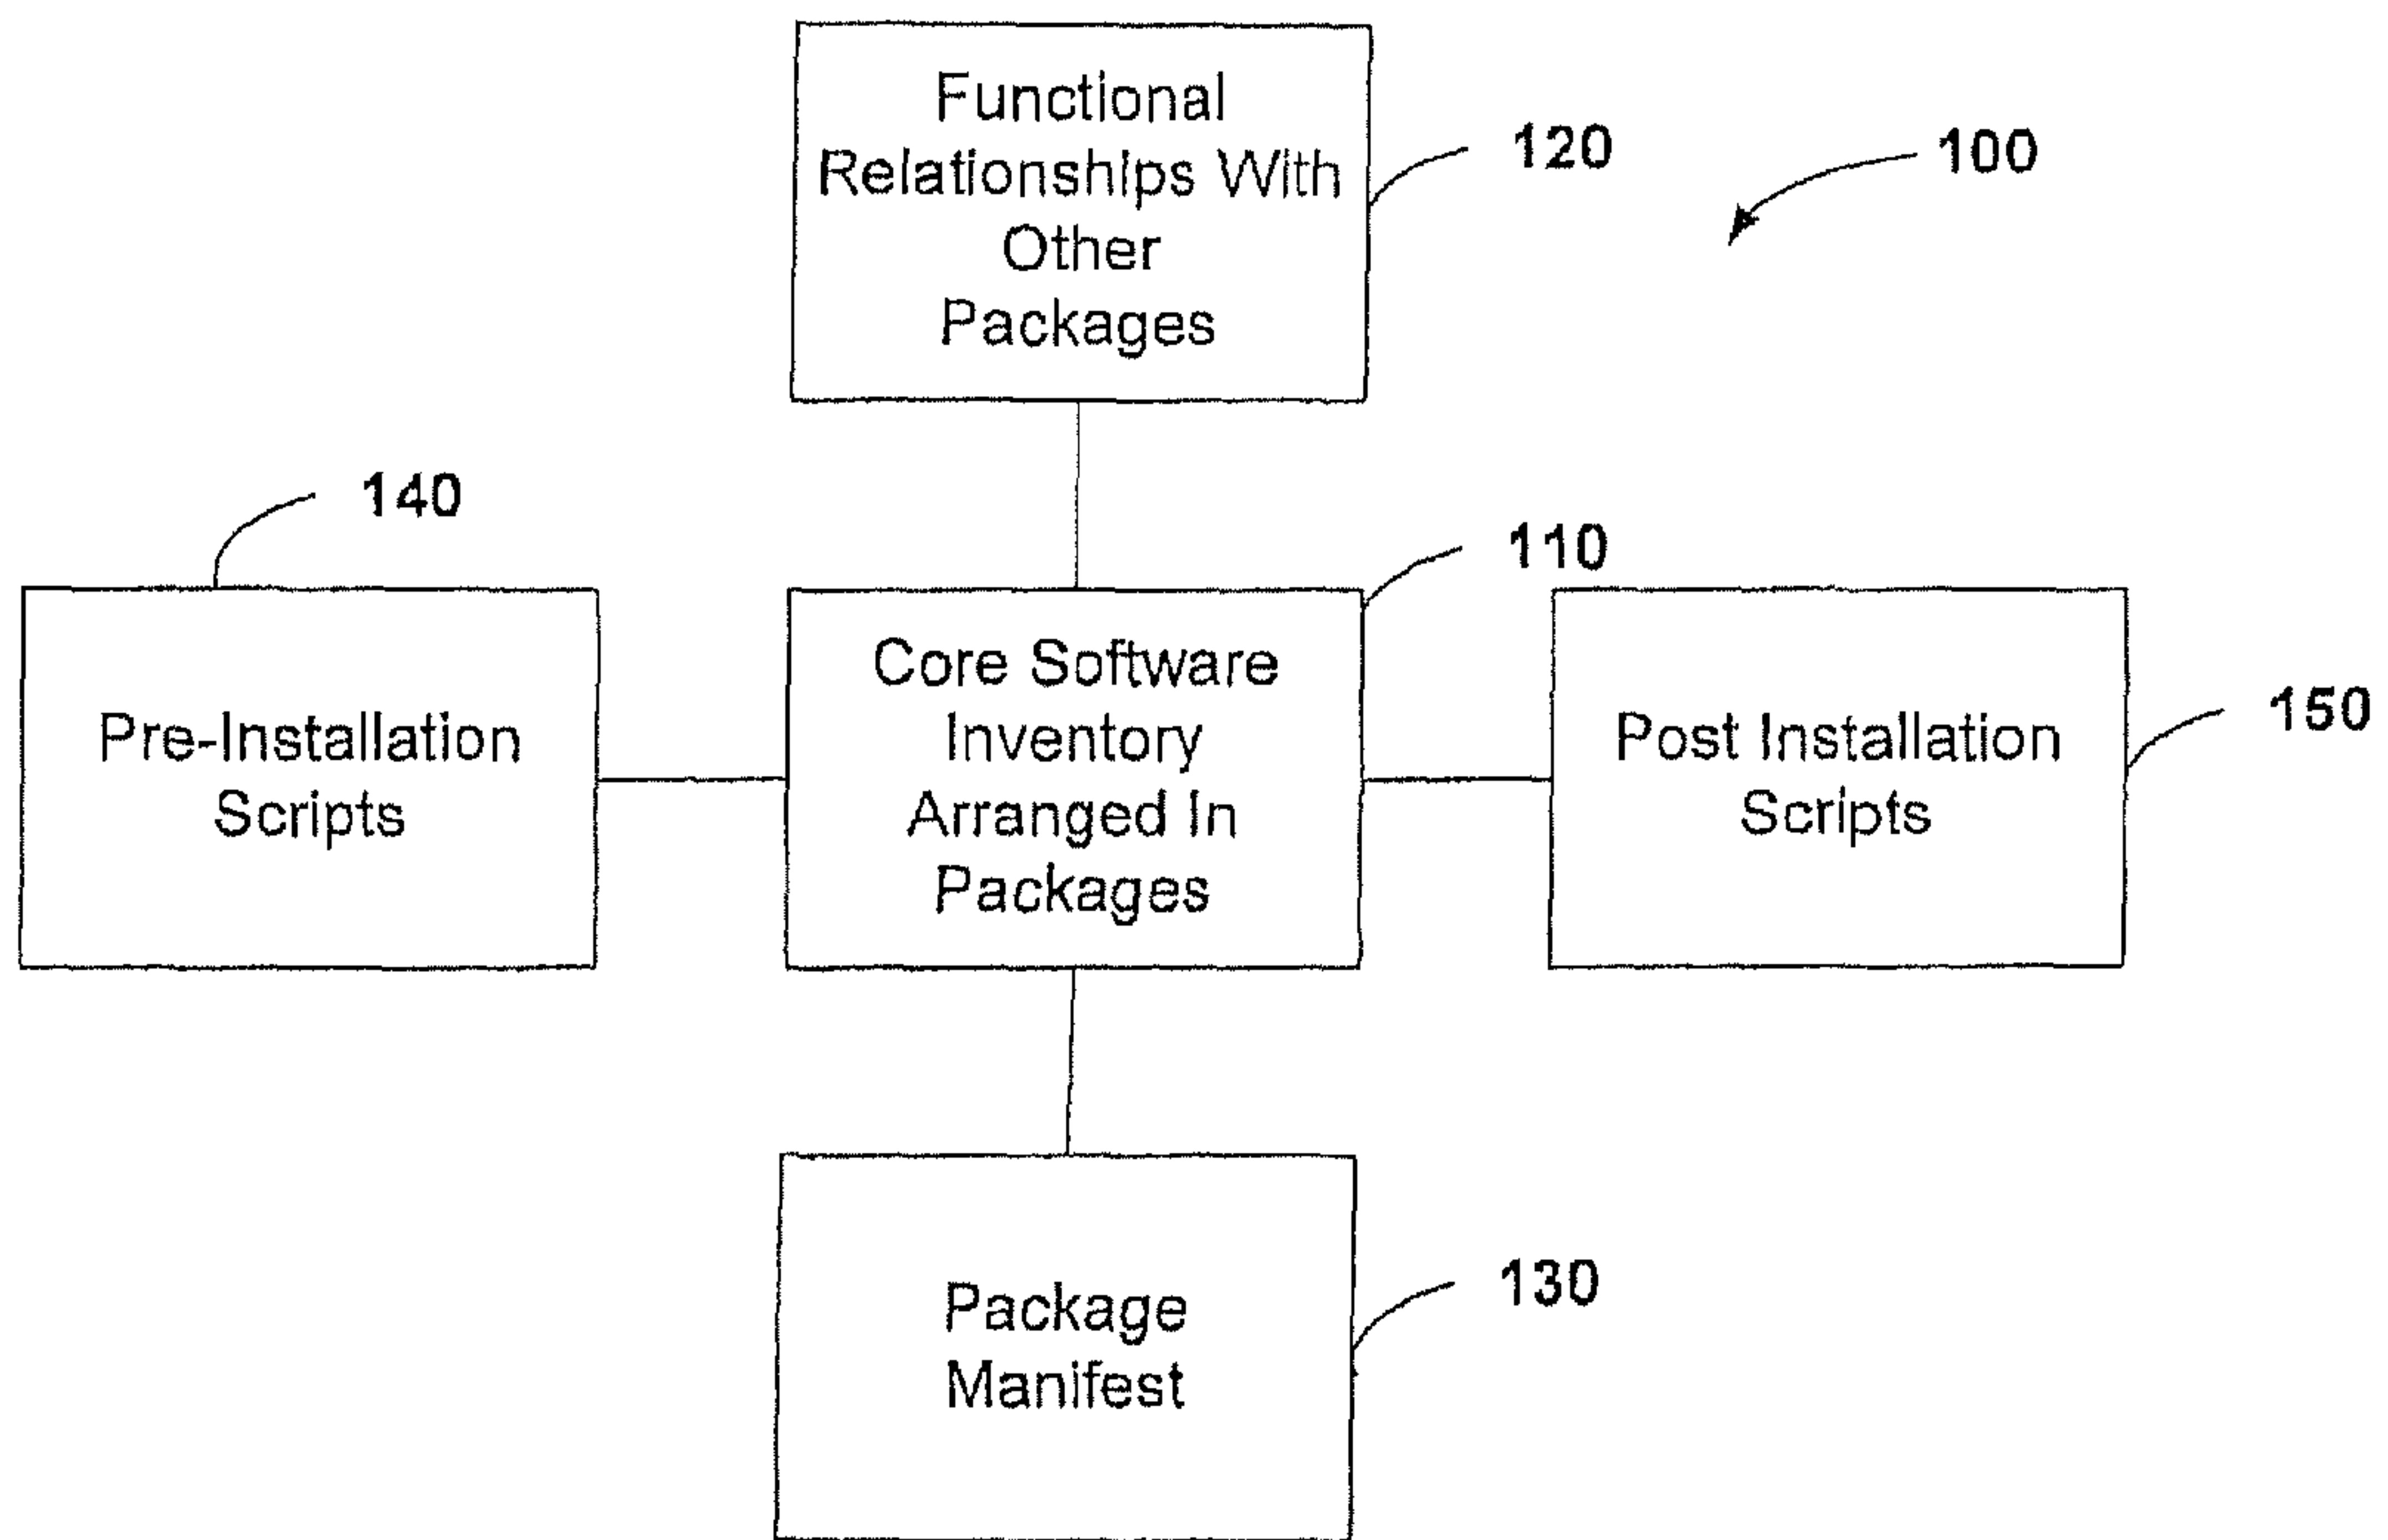 Functional
Relationships With
Other
Packages
120
100
140
110
Pre-Installation
Scripts
Core Software
Inventory
Arranged In
Packages
Post Installation
Scripts
150
Package
Manifest
130